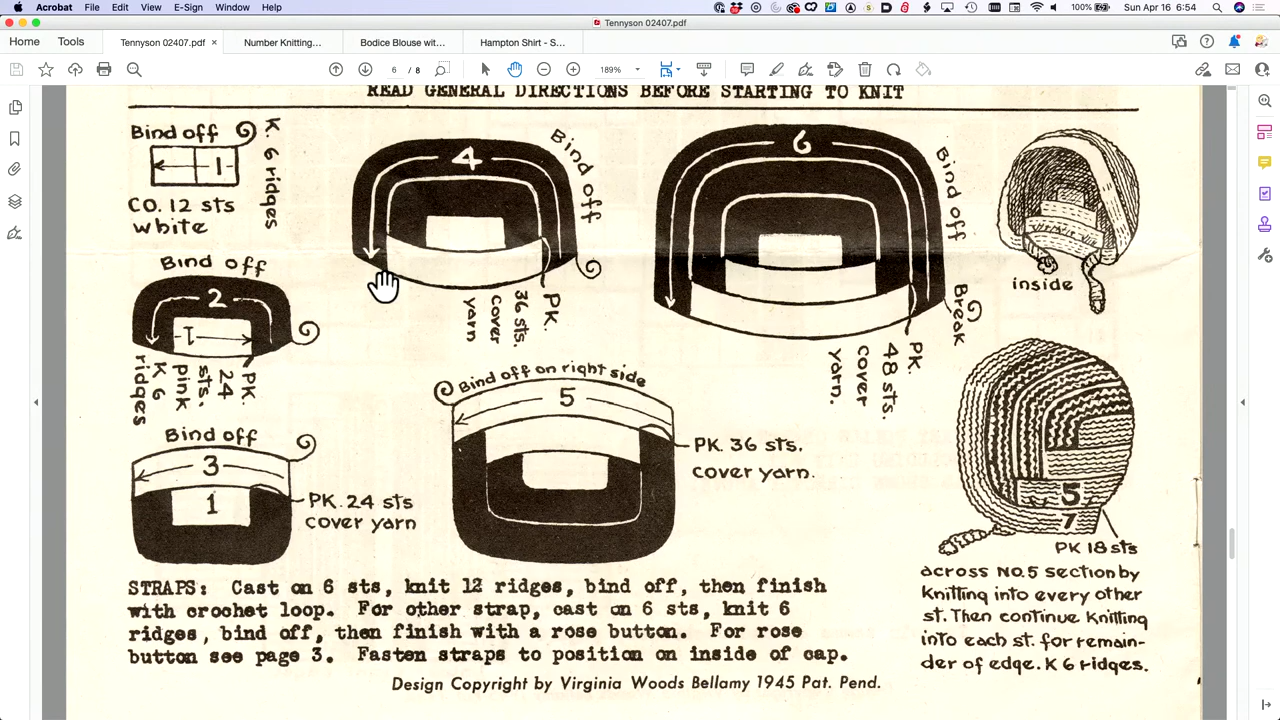 Acrobat File Edit View E-Sign Window Help
100% Sun Apr 16 6:54
Tennyson 02407.pdf
Home Tools Tennyson 02407.pdf × Number Knitting... Bodice Blouse wit... Hampton Shirt - S...
6 / 8 189%
READ GENERAL DIRECTIONS BEFORE STARTING TO KNIT
Bind off
1
K. 6 ridges
CO. 12 sts
white
Bind off
2
1
PK.
24
sts.
pink
K 6
ridges
Bind off
3
1
PK. 24 sts
cover yarn
4
Bind off
PK.
36 sts.
cover
yarn
Bind off on right side
5
PK. 36 sts.
cover yarn.
6
Bind off
Break
PK
48 sts.
cover
yarn.
inside
5
7
PK 18 sts
across NO.5 section by
Knitting into every other
st. Then continue Knitting
into each st. for remain-
der of edge. K 6 ridges.
STRAPS: Cast on 6 sts, knit 12 ridges, bind off, then finish
with crochet loop. For other strap, cast on 6 sts, knit 6
ridges, bind off, then finish with a rose button. For rose
button see page 3. Fasten straps to position on inside of cap.
Design Copyright by Virginia Woods Bellamy 1945 Pat. Pend.